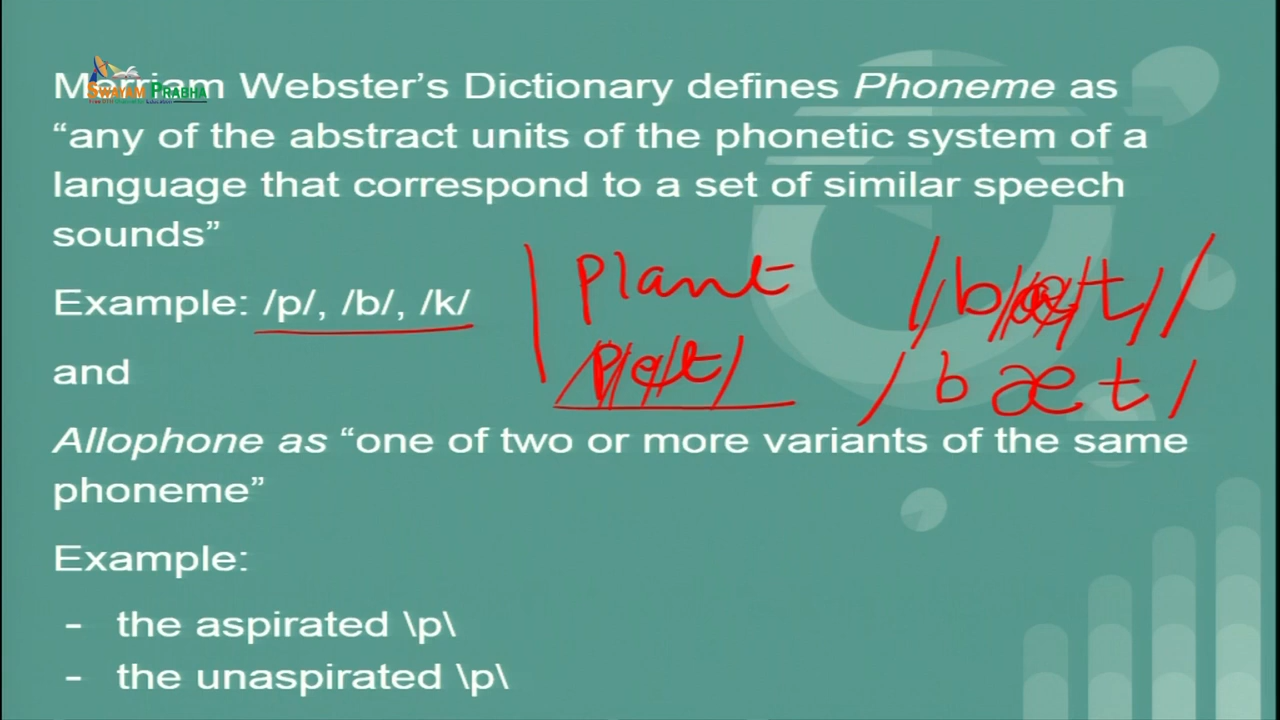 Merriam Webster's Dictionary defines Phoneme as
SWAYAM PRABHA
“any of the abstract units of the phonetic system of a
language that correspond to a set of similar speech
sounds”
plant
/b/ /t/
Example: /p/, /b/, /k/
/ b æ t /
and
Allophone as “one of two or more variants of the same
phoneme”
Example:
- the aspirated \p\
- the unaspirated \p\